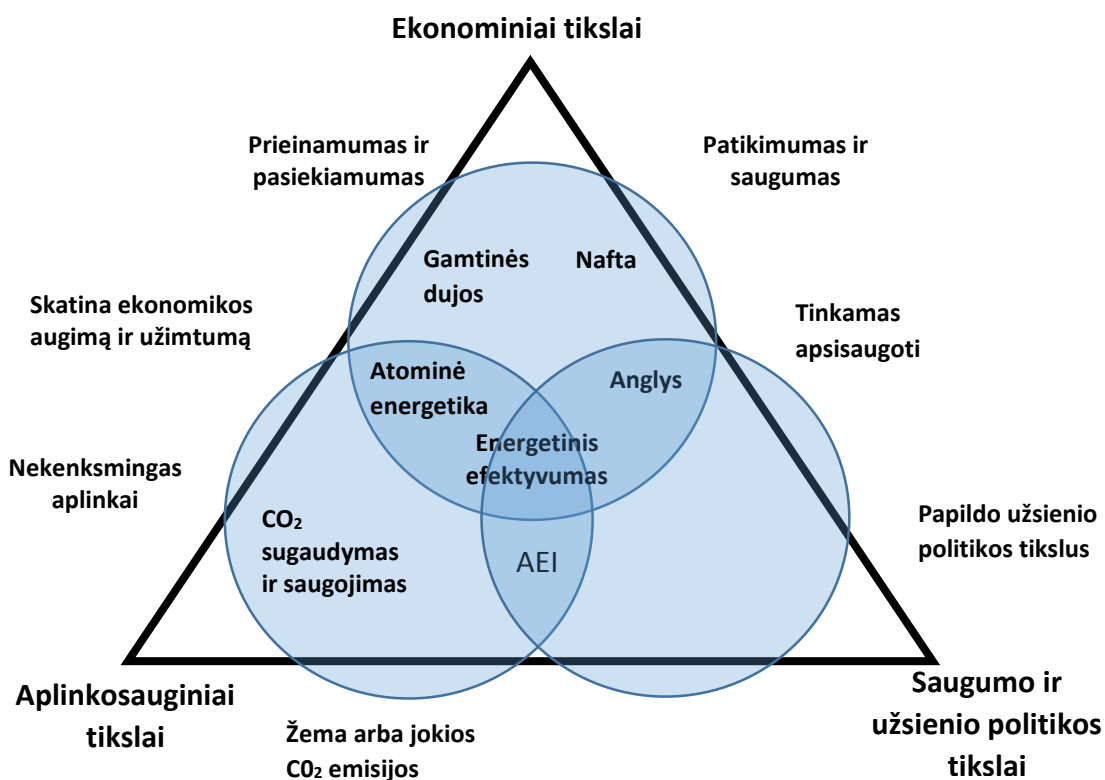 Ekonominiai tikslai
Prieinamumas ir
pasiekiamumas
Patikimumas ir
saugumas
Gamtinės
dujos
Nafta
Skatina ekonomikos
augimą ir užimtumą
Tinkamas
apsisaugoti
Atominė
energetika
Anglys
Energetinis
efektyvumas
Nekenksmingas
aplinkai
CO₂
sugaudymas
ir saugojimas
AEI
Papildo užsienio
politikos tikslus
Aplinkosauginiai
tikslai
Saugumo ir
užsienio politikos
tikslai
Žema arba jokios
C0₂ emisijos